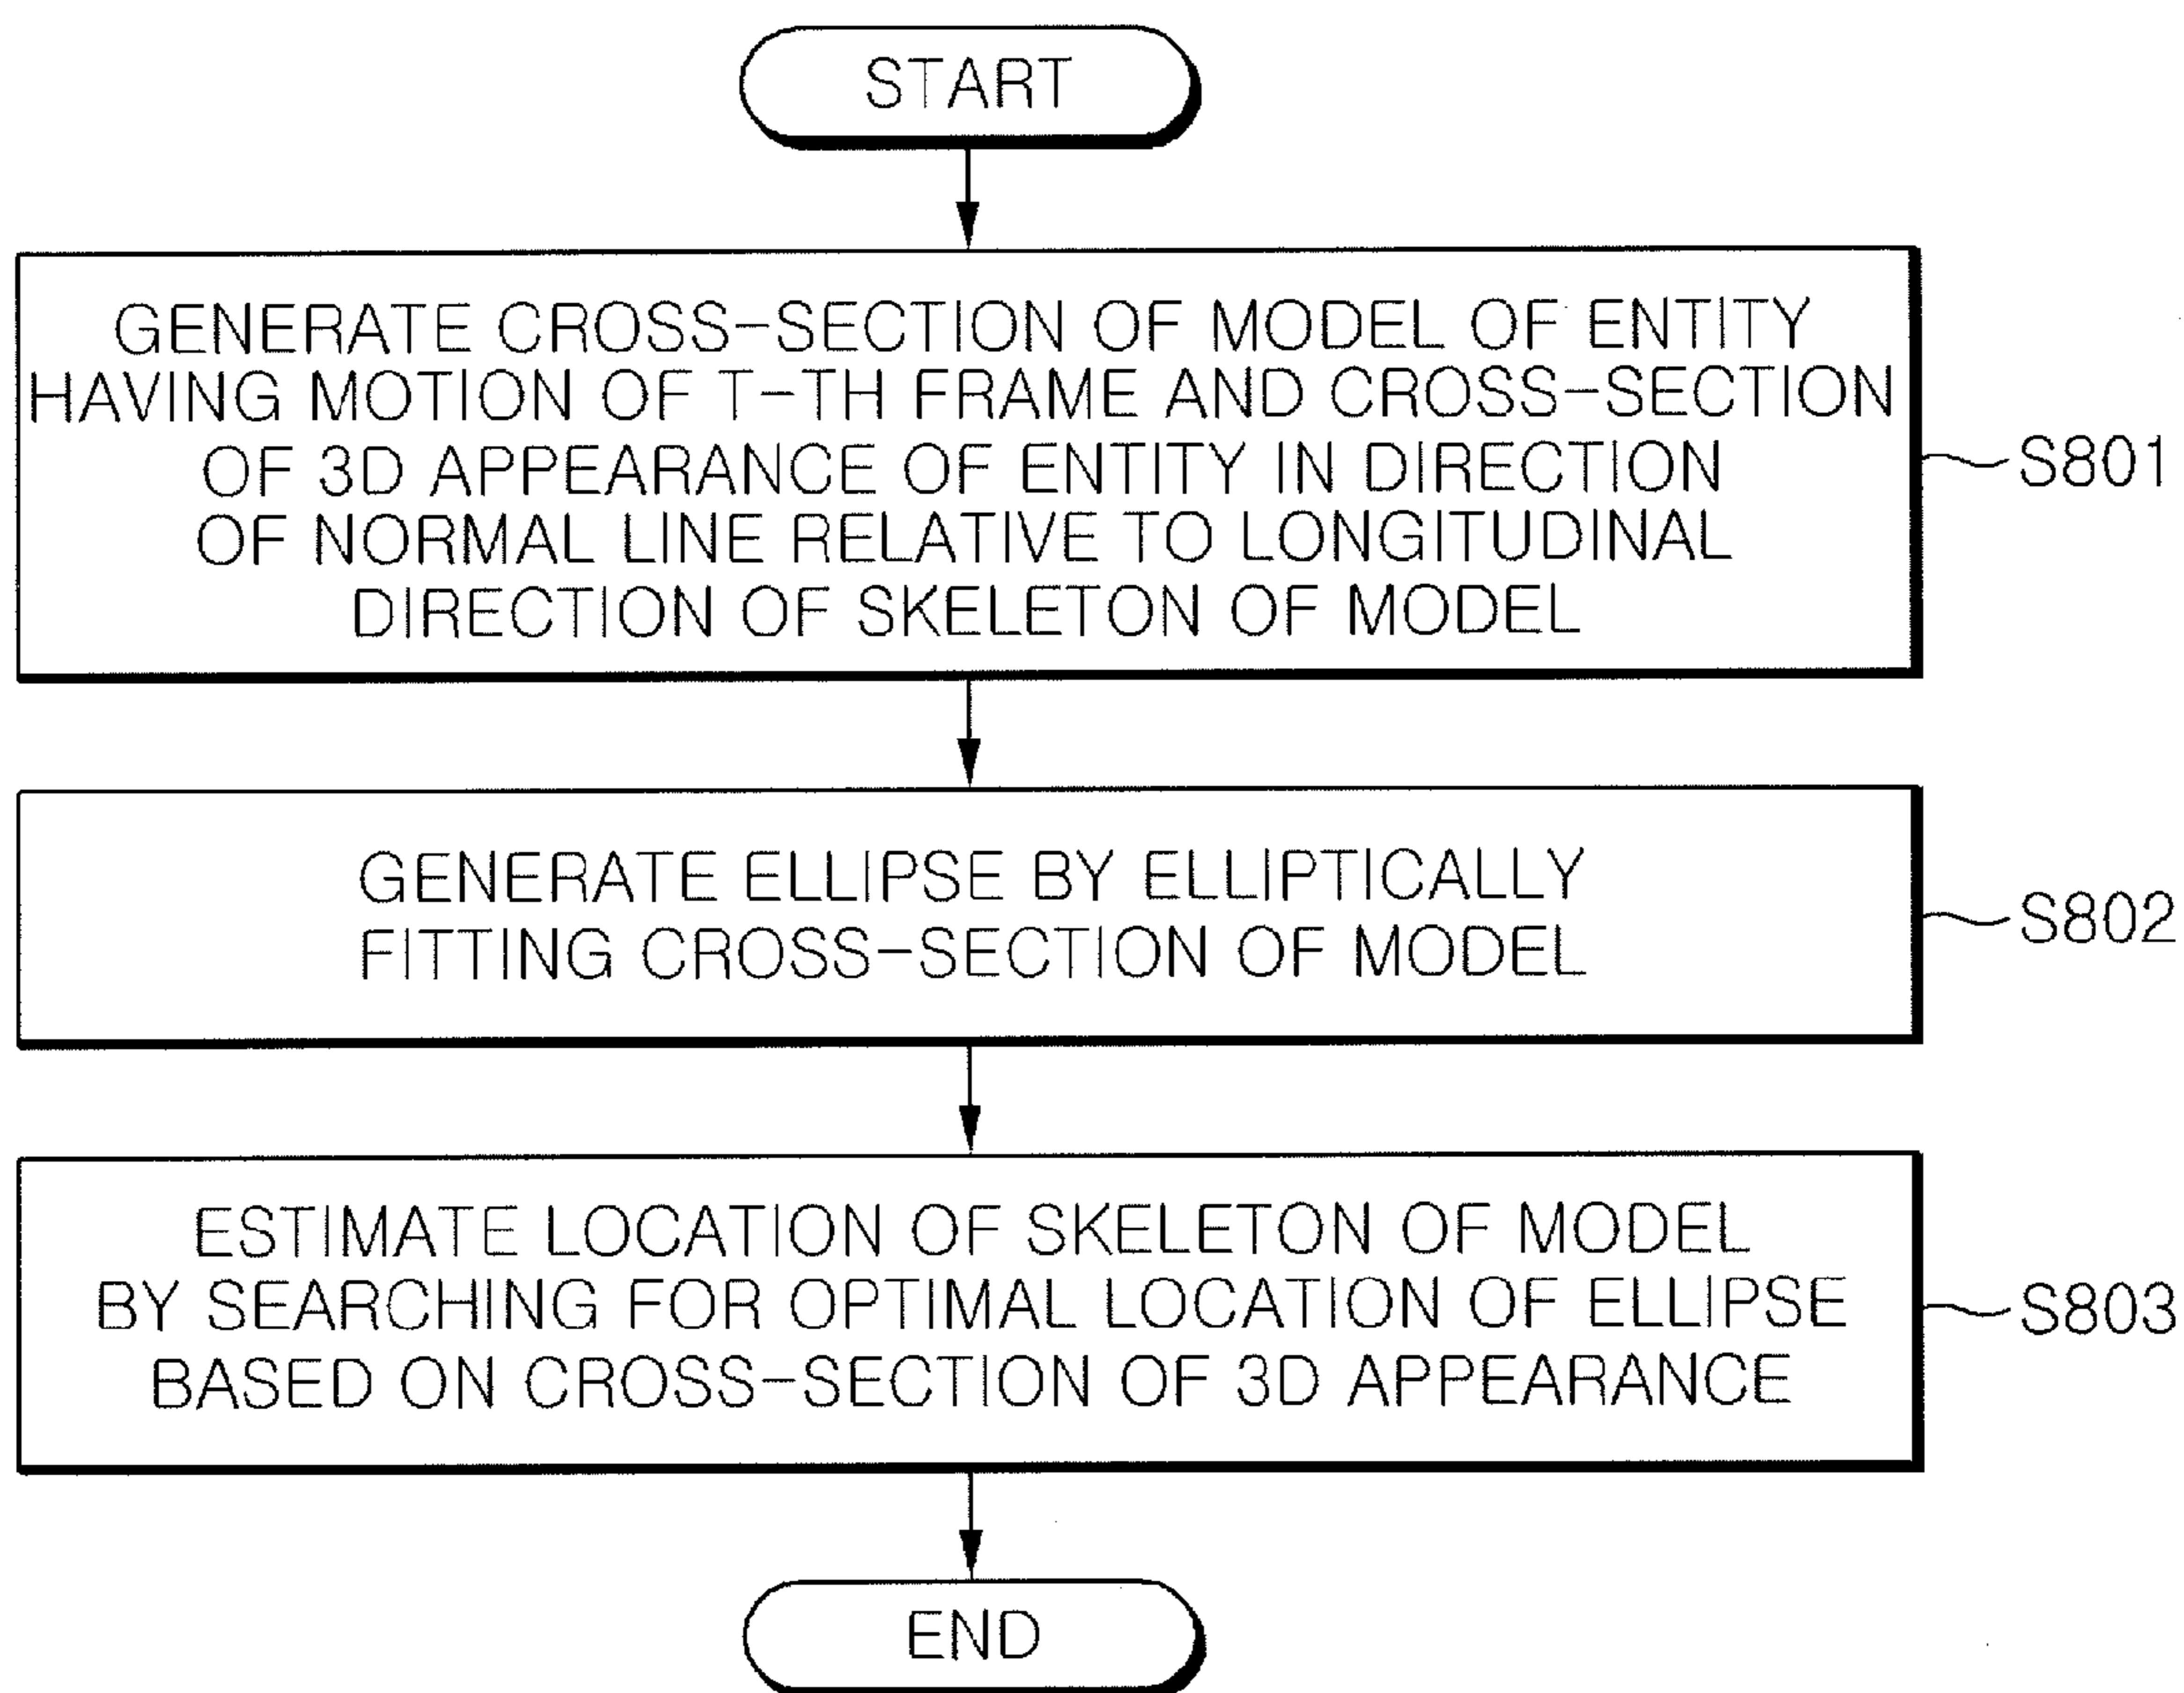 START
GENERATE CROSS-SECTION OF MODEL OF ENTITY
HAVING MOTION OF T-TH FRAME AND CROSS-SECTION
OF 3D APPEARANCE OF ENTITY IN DIRECTION
OF NORMAL LINE RELATIVE TO LONGITUDINAL
DIRECTION OF SKELETON OF MODEL
S801
GENERATE ELLIPSE BY ELLIPTICALLY
FITTING CROSS-SECTION OF MODEL
S802
ESTIMATE LOCATION OF SKELETON OF MODEL
BY SEARCHING FOR OPTIMAL LOCATION OF ELLIPSE
BASED ON CROSS-SECTION OF 3D APPEARANCE
S803
END